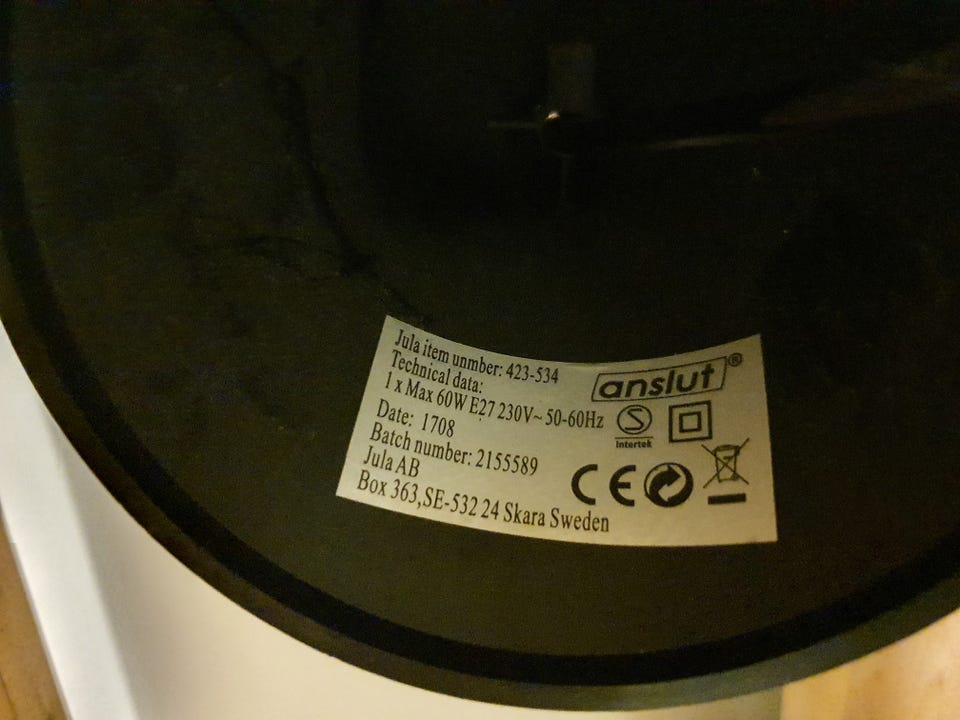 Jula item unmber: 423-534
Technical data:
1 x Max 60W E27 230V~ 50-60Hz
Date: 1708
Batch number: 2155589
Jula AB
Box 363,SE-532 24 Skara Sweden
anslut®
S
Intertek
CE